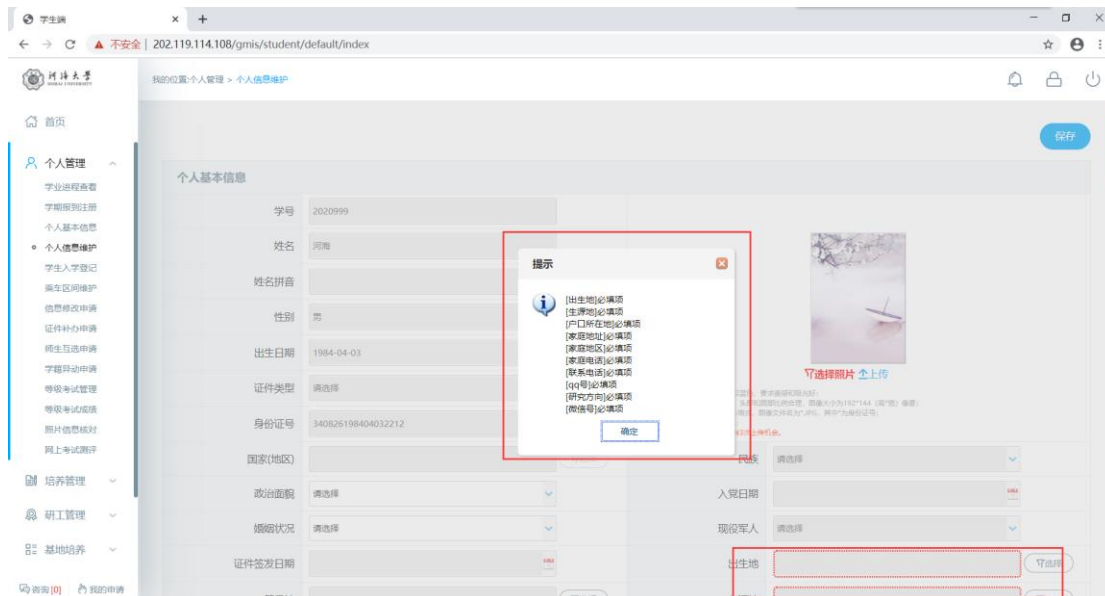 学生端
不安全 | 202.119.114.108/gmis/student/default/index
河海大学
我的位置:个人管理 > 个人信息维护
首页
保存
个人管理
学业进程查看
学期报到注册
个人基本信息
个人信息维护
学生入学登记
乘车区间维护
信息修改申请
证件补办申请
师生互选申请
学籍异动申请
等级考试管理
等级考试成绩
照片信息核对
网上考试测评
培养管理
研工管理
基地培养
咨询[0] 我的申请
个人基本信息
学号 2020999
姓名 河海
姓名拼音
性别 男
出生日期 1984-04-03
证件类型 请选择
身份证号 340826198404032212
国家(地区)
政治面貌 请选择
婚姻状况 请选择
证件签发日期
提示
[出生地]必填项
[生源地]必填项
[户口所在地]必填项
[家庭地址]必填项
[家庭地区]必填项
[家庭电话]必填项
[联系电话]必填项
[qq号]必填项
[研究方向]必填项
[微信号]必填项
确定
选择照片 上传
民族 请选择
入党日期
现役军人 请选择
出生地 选择